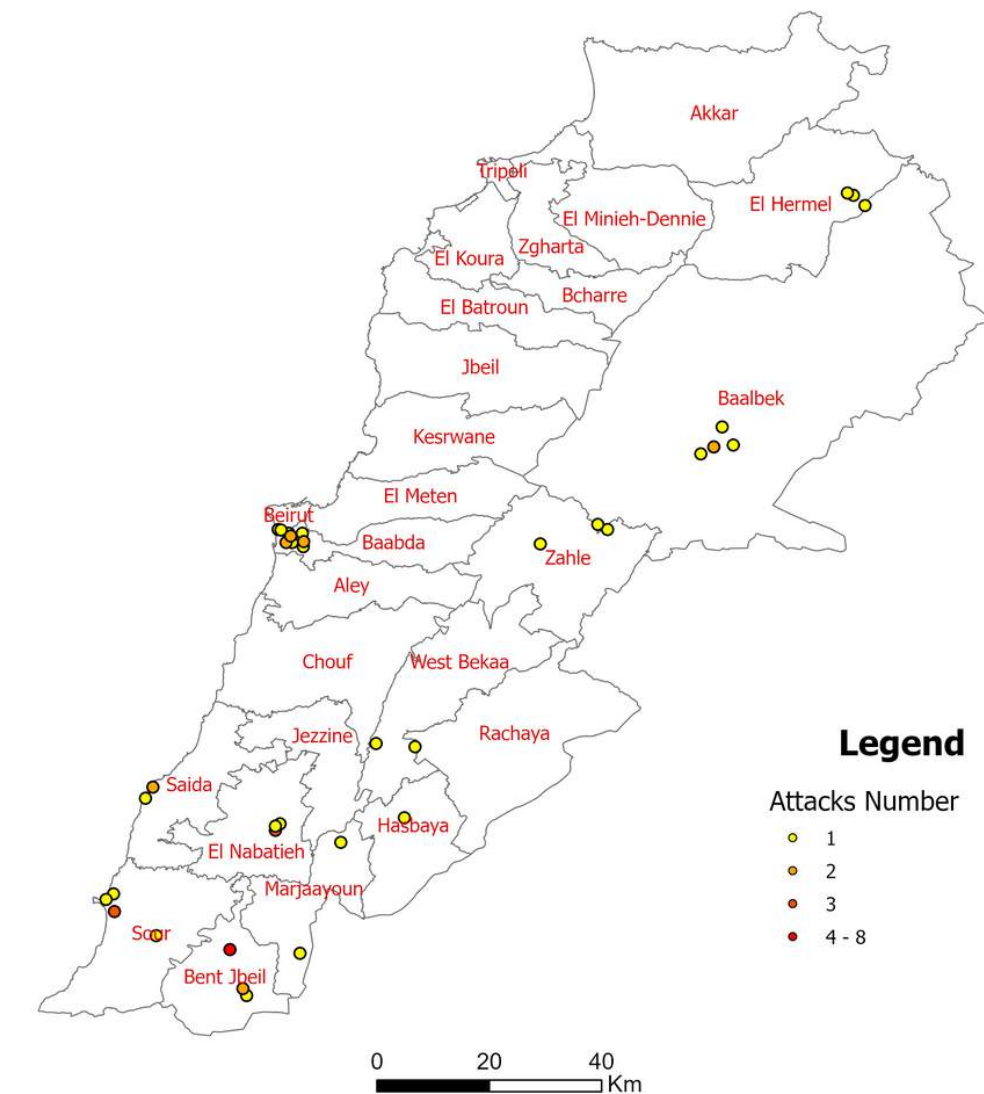 Akkar
Tripoli
El Hermel
El Minieh-Dennie
Zgharta
El Koura
Bcharre
El Batroun
Jbeil
Baalbek
Kesrwane
El Meten
Beirut
Baabda
Zahle
Aley
Chouf
West Bekaa
Rachaya
Jezzine
Saida
Hasbaya
El Nabatieh
Marjaayoun
Sour
Bent Jbeil
Legend
Attacks Number
1
2
3
4 - 8
0 20 40
Km